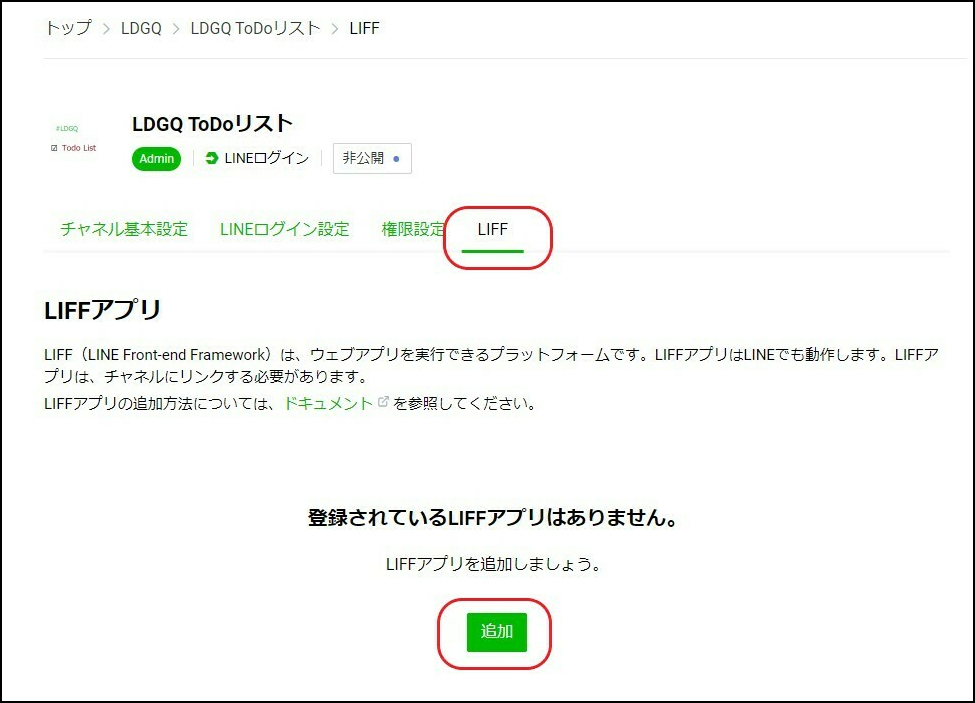 トップ > LDGQ > LDGQ ToDoリスト > LIFF
#LDGQ
☑ Todo List
LDGQ ToDoリスト
Admin LINEログイン 非公開
チャネル基本設定 LINEログイン設定 権限設定 LIFF
LIFFアプリ
LIFF（LINE Front-end Framework）は、ウェブアプリを実行できるプラットフォームです。LIFFアプリはLINEでも動作します。LIFFア
プリは、チャネルにリンクする必要があります。
LIFFアプリの追加方法については、ドキュメントを参照してください。
登録されているLIFFアプリはありません。
LIFFアプリを追加しましょう。
追加